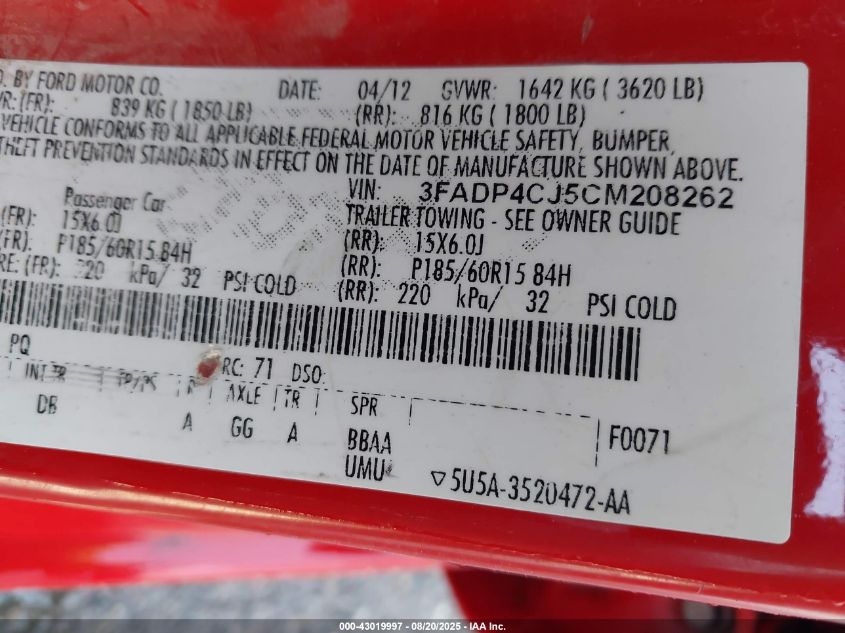 BY FORD MOTOR CO. DATE: 04/12 GVWR: 1642 KG ( 3620 LB)
(FR): 839 KG ( 1850 LB) (RR): 816 KG ( 1800 LB)
VEHICLE CONFORMS TO ALL APPLICABLE FEDERAL MOTOR VEHICLE SAFETY, BUMPER,
THEFT PREVENTION STANDARDS IN EFFECT ON THE DATE OF MANUFACTURE SHOWN ABOVE.
VIN: 3FADP4CJ5CM208262
Passenger Car TRAILER TOWING - SEE OWNER GUIDE
(FR) 15X6.0J (RR): 15X6.0J
(FR): P185/60R15 84H (RR): P185/60R15 84H
(FR): 220 kPa/ 32 PSI COLD (RR): 220 kPa/ 32 PSI COLD
PQ RC: 71 DSO:
INT TR TP/PS R AXLE TR SPR
DB A GG A BBAA F0071
UMU 5U5A-3520472-AA
000-43019997 - 08/20/2025 - IAA Inc.